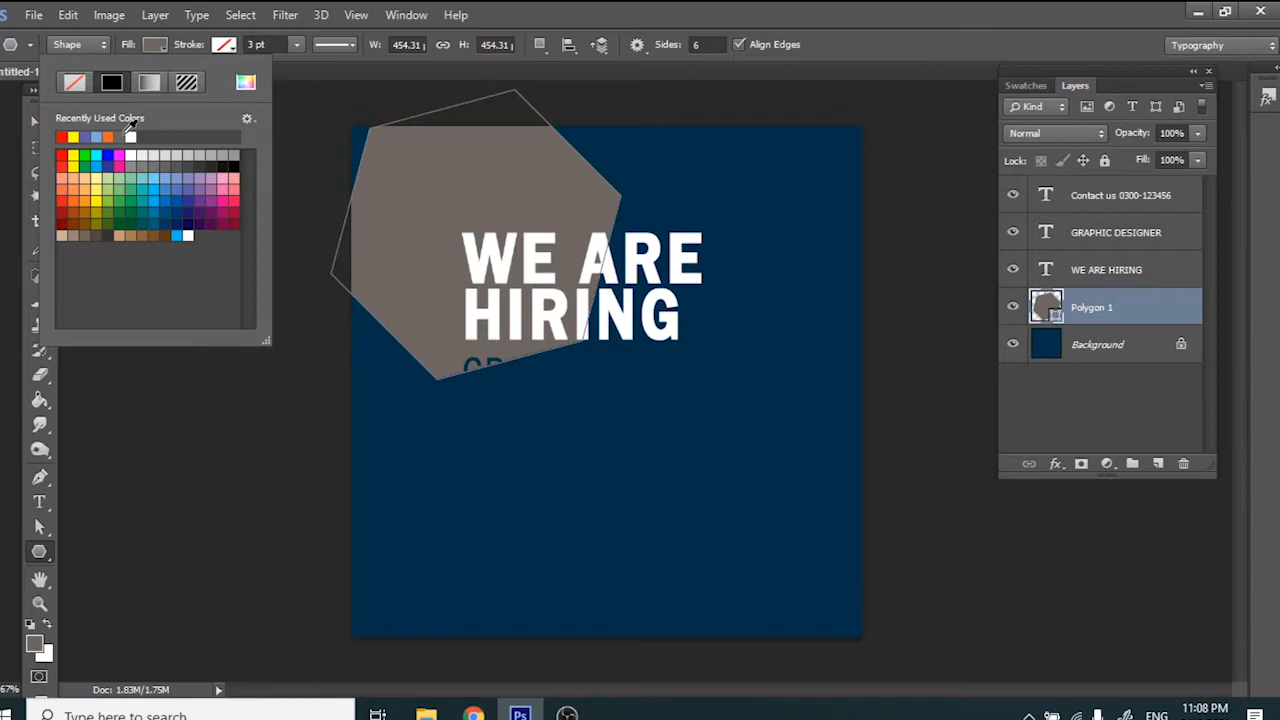 File Edit Image Layer Type Select Filter 3D View Window Help
Shape Fill: Stroke: 3 pt W: 454.31 H: 454.31 Sides: 6 Align Edges Typography
ntitled-1
Recently Used Colors
Swatches Layers
Kind
Normal Opacity: 100%
Lock: Fill: 100%
Contact us 0300-123456
GRAPHIC DESIGNER
WE ARE HIRING
Polygon 1
Background
WE ARE
HIRING
67% Doc: 1.83M/1.75M
Type here to search
Ps
ENG
11:08 PM